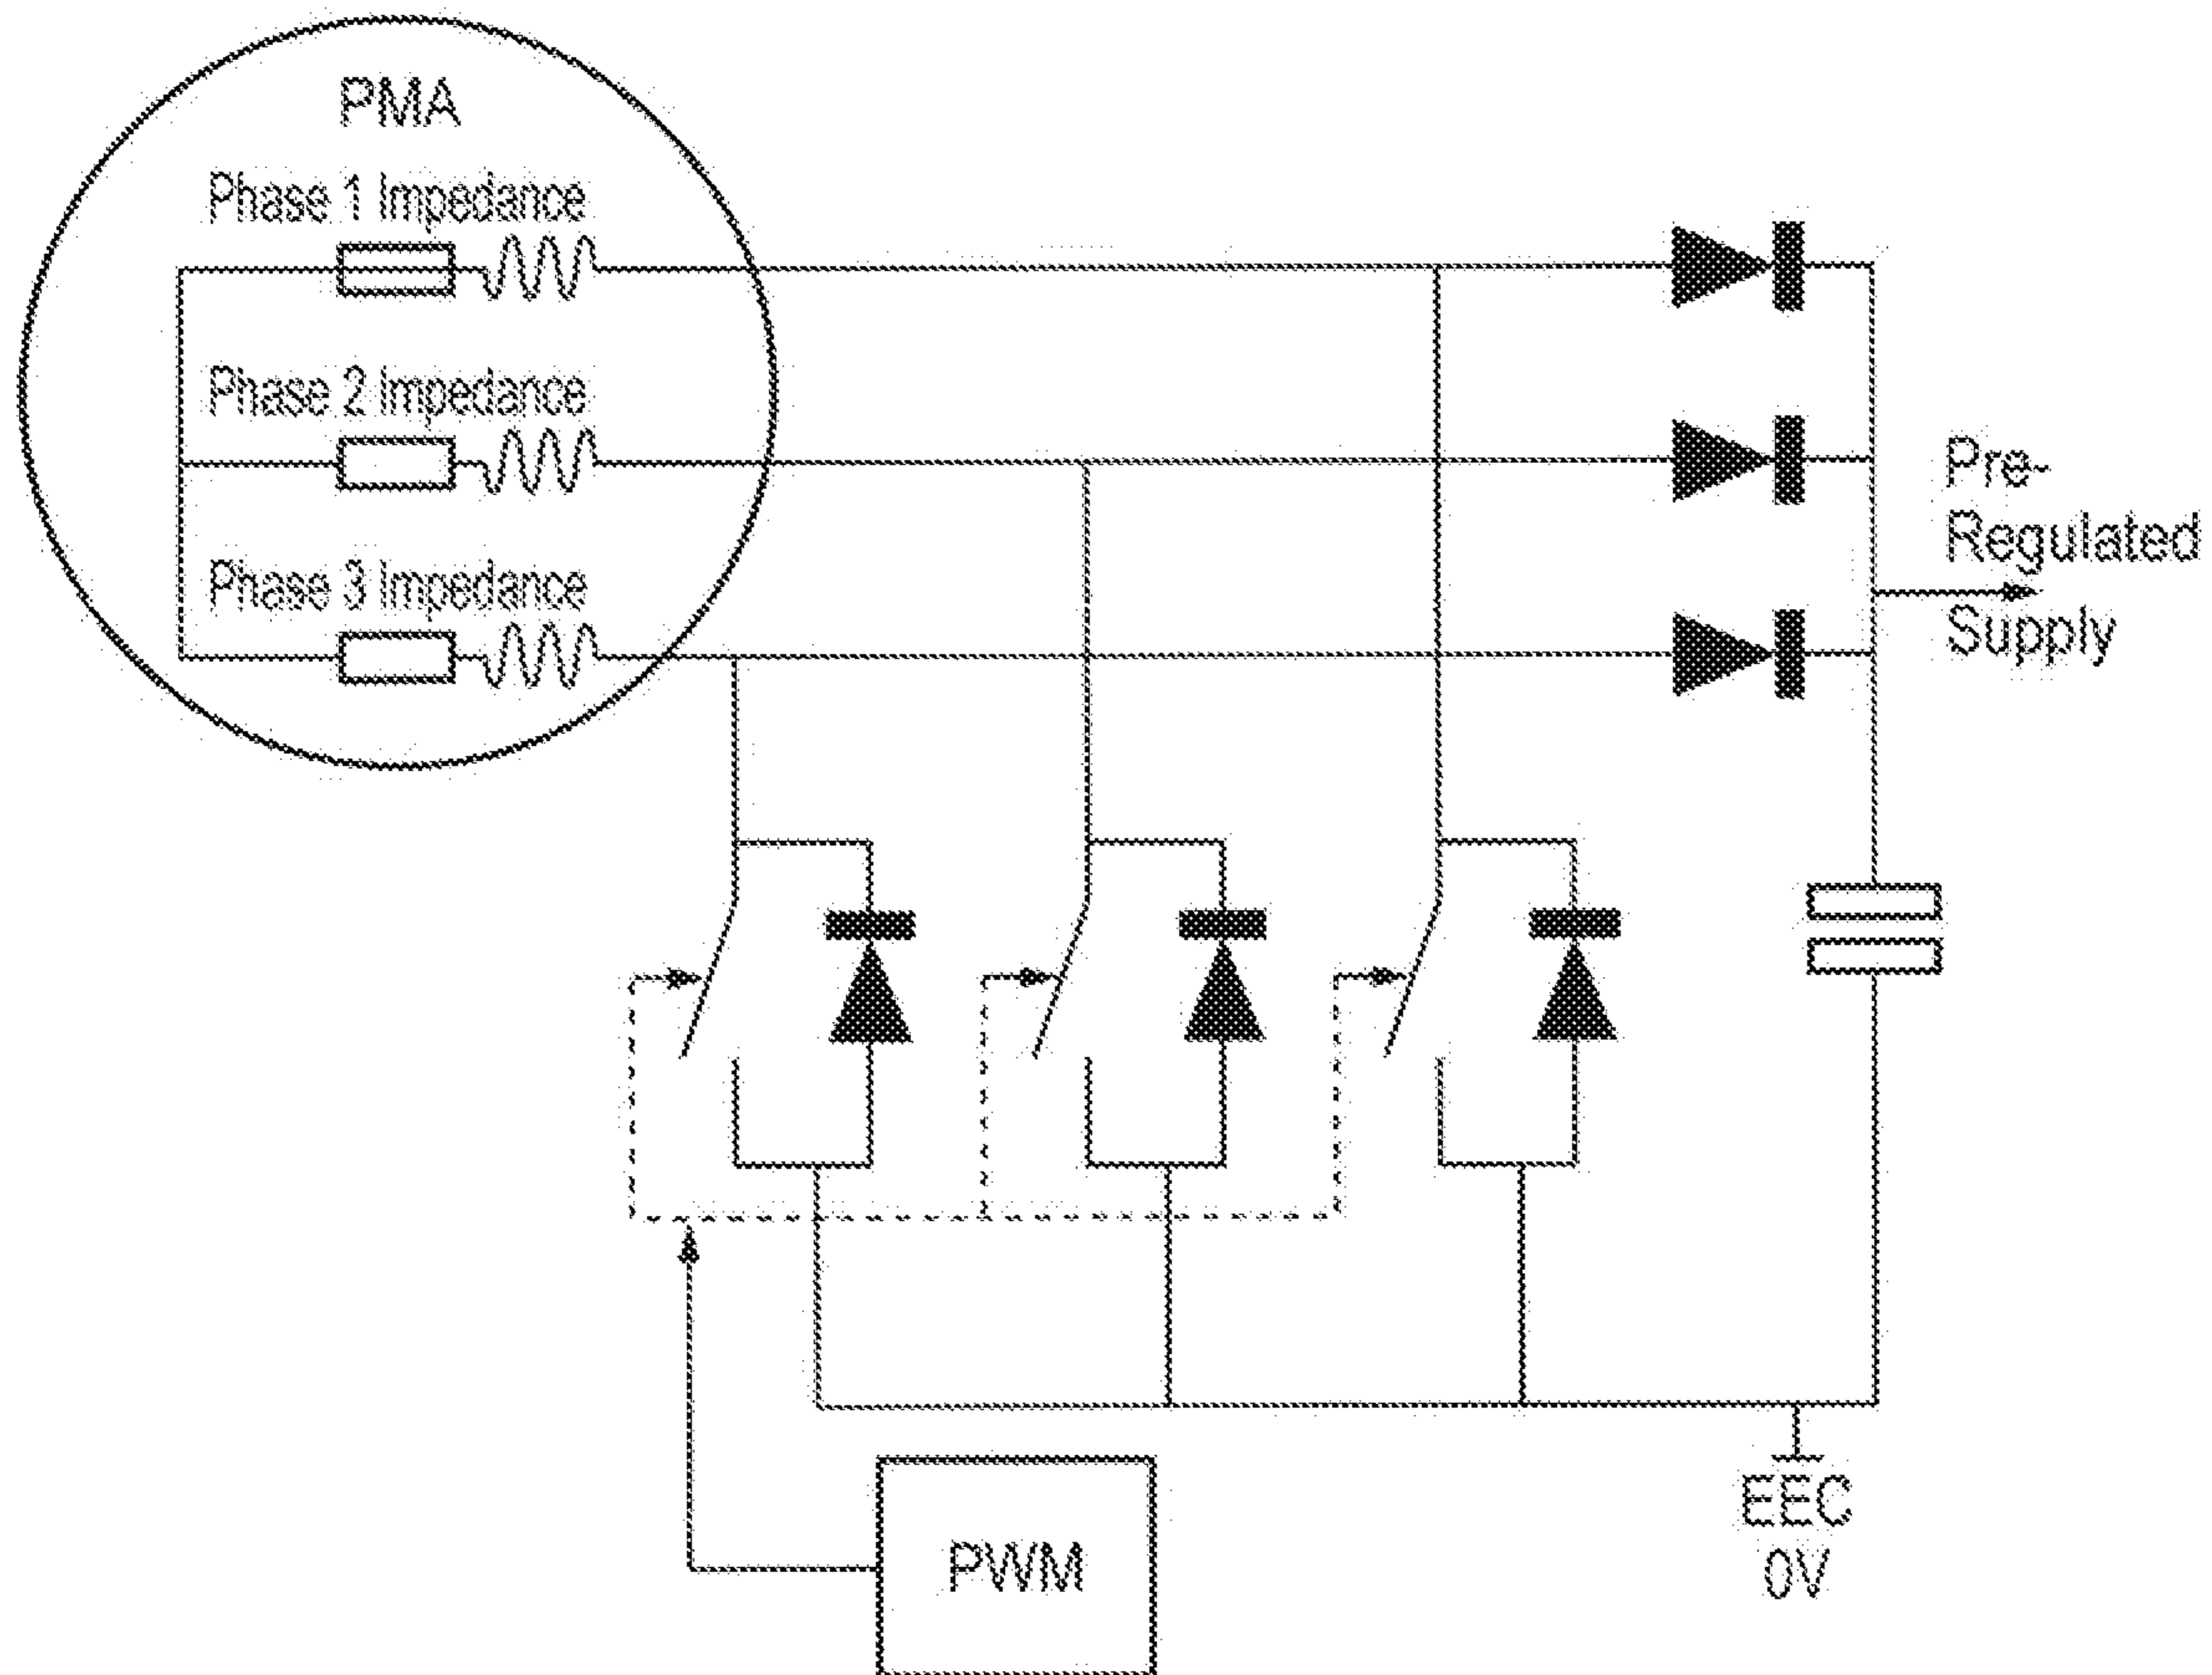 PMA
Phase 1 Impedance
Phase 2 Impedance
Phase 3 Impedance
Pre-
Regulated
Supply
EEC
0V
PWM